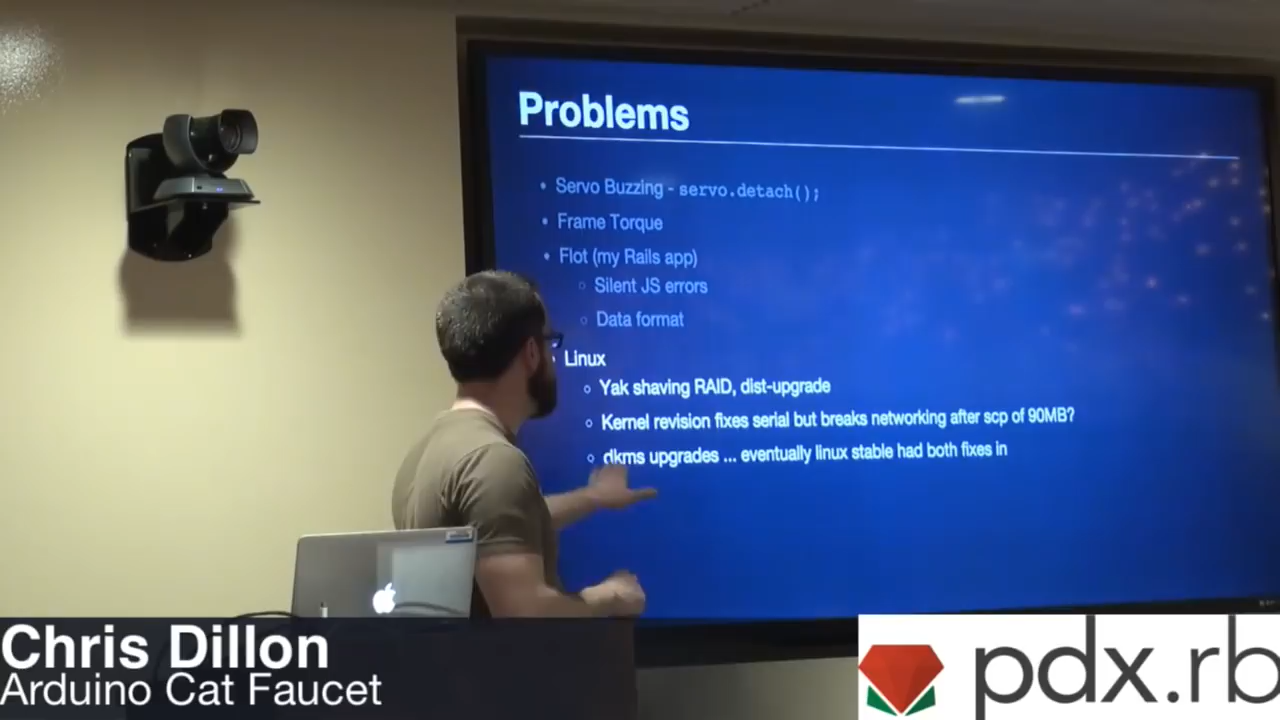 Problems
• Servo Buzzing - servo.detach();
• Frame Torque
• Flot (my Rails app)
◦ Silent JS errors
◦ Data format
• Linux
◦ Yak shaving RAID, dist-upgrade
◦ Kernel revision fixes serial but breaks networking after scp of 90MB?
◦ dkms upgrades ... eventually linux stable had both fixes in
Chris Dillon
Arduino Cat Faucet
pdx.rb